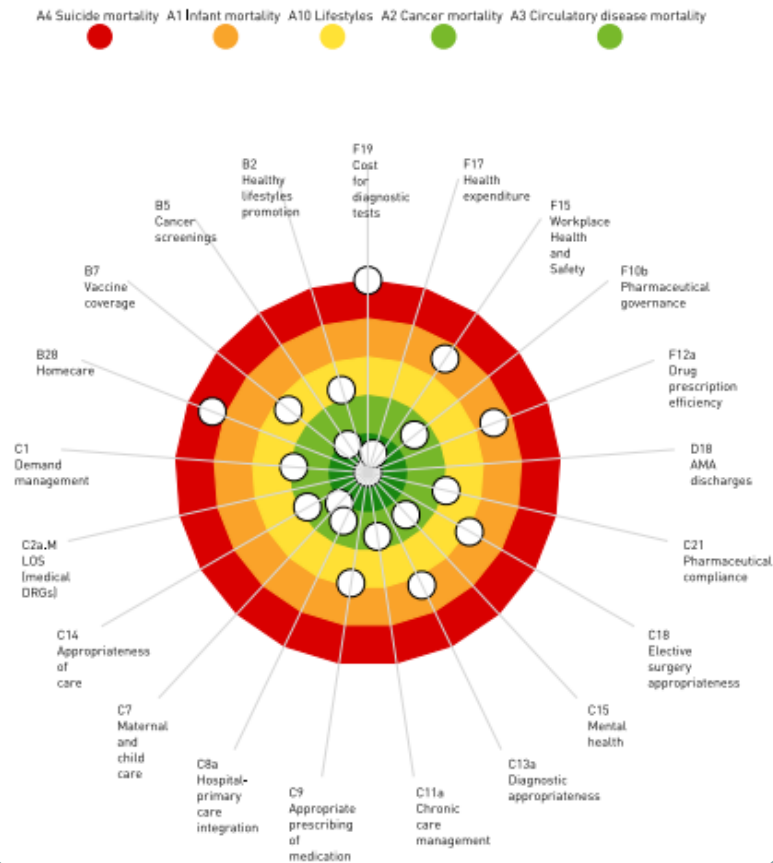 A4 Suicide mortality A1 Infant mortality A10 Lifestyles A2 Cancer mortality A3 Circulatory disease mortality
F19
Cost
for
diagnostic
tests
F17
Health
expenditure
F15
Workplace
Health
and
Safety
F10b
Pharmaceutical
governance
F12a
Drug
prescription
efficiency
D18
AMA
discharges
C21
Pharmaceutical
compliance
C18
Elective
surgery
appropriateness
C15
Mental
health
C13a
Diagnostic
appropriateness
C11a
Chronic
care
management
C9
Appropriate
prescribing
of
medication
C8a
Hospital-
primary
care
integration
C7
Maternal
and
child
care
C14
Appropriateness
of
care
C2a.M
LOS
(medical
DRGs)
C1
Demand
management
B28
Homecare
B7
Vaccine
coverage
B5
Cancer
screenings
B2
Healthy
lifestyles
promotion